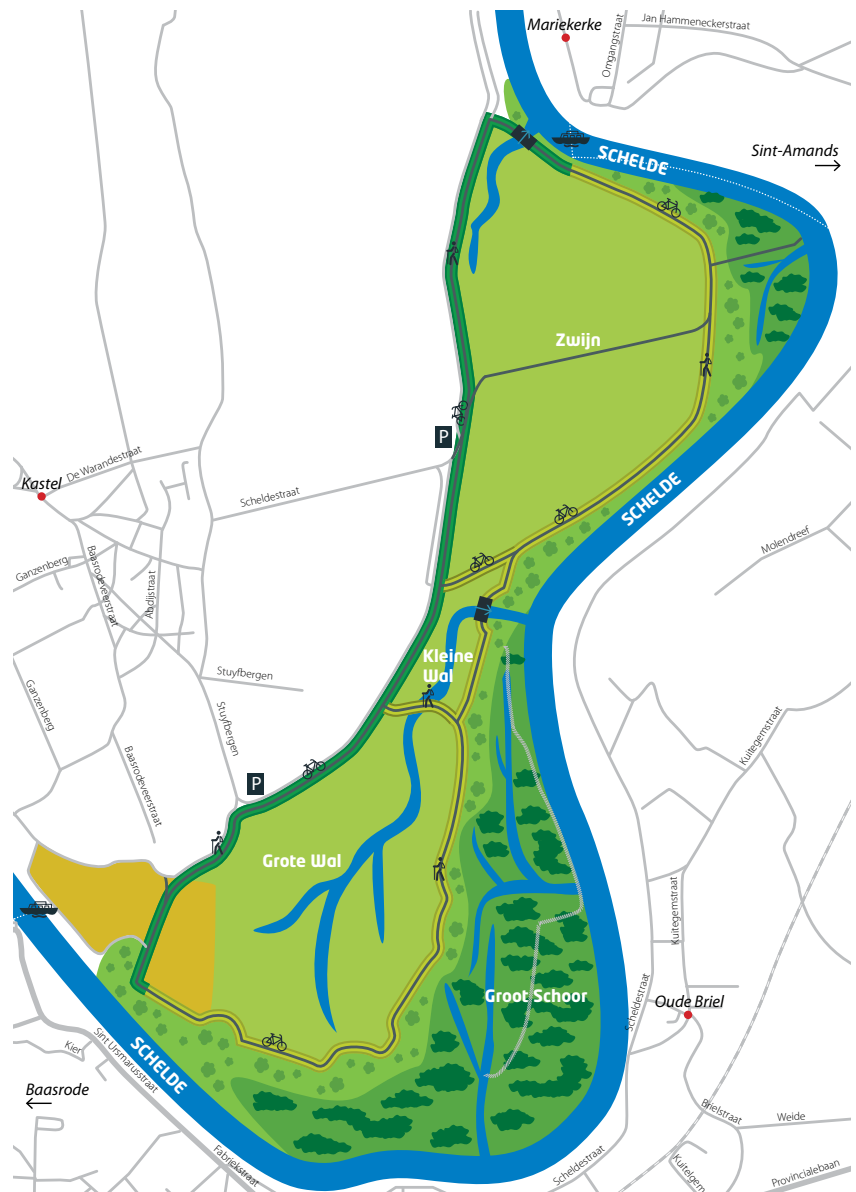 Mariekerke
Jan Hammeneckerstraat
Omgangstraat
SCHELDE
Sint-Amands
Zwijn
P
De Warandestraat
Kastel
Scheldestraat
SCHELDE
Molendreef
Ganzenberg
Baasrodeveerstraat
Abdijstraat
Kleine
Wal
Stuyfbergen
Ganzenberg
Stuyfbergen
Baasrodeveerstraat
Kuitegemstraat
P
Grote Wal
Kuitegemstraat
Groot Schoor
Scheldestraat
Oude Briel
SCHELDE
Sint Ursmarusstraat
Kier
Baasrode
Fabriekstraat
Scheldestraat
Brielstraat
Weide
Kuitelgem
Provincialebaan